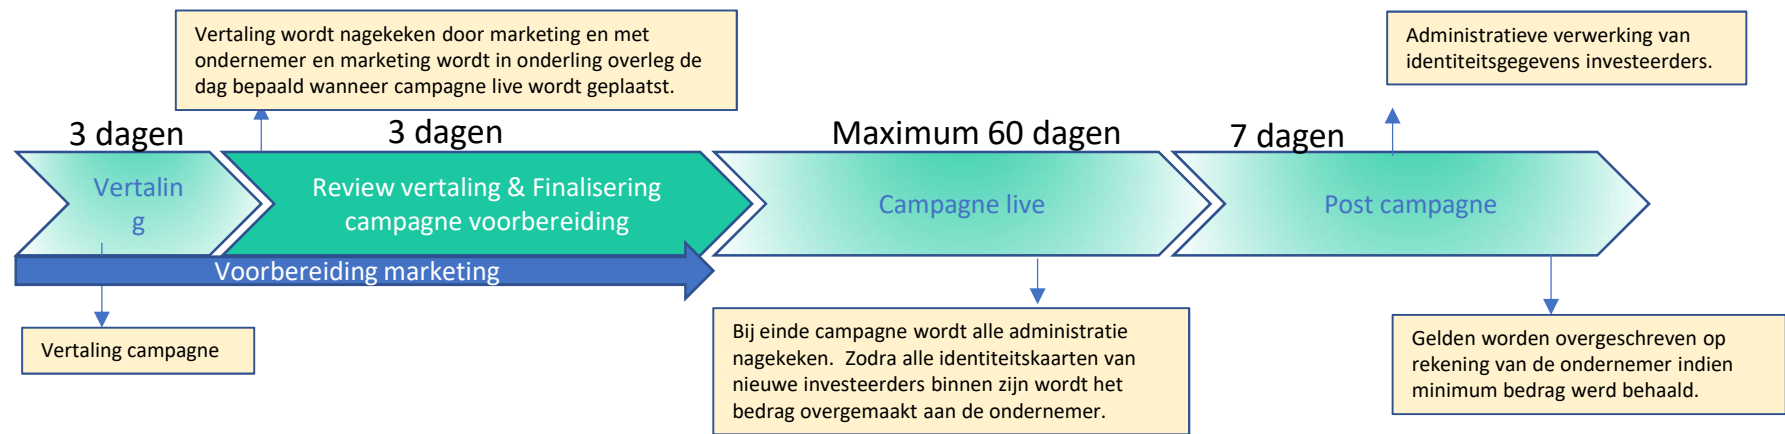 Vertaling wordt nagekeken door marketing en met
ondernemer en marketing wordt in onderling overleg de
dag bepaald wanneer campagne live wordt geplaatst.
Administratieve verwerking van
identiteitsgegevens investeerders.
3 dagen
3 dagen
Maximum 60 dagen
7 dagen
Vertalin
g
Review vertaling & Finalisering
campagne voorbereiding
Campagne live
Post campagne
Voorbereiding marketing
Vertaling campagne
Bij einde campagne wordt alle administratie
nagekeken. Zodra alle identiteitskaarten van
nieuwe investeerders binnen zijn wordt het
bedrag overgemaakt aan de ondernemer.
Gelden worden overgeschreven op
rekening van de ondernemer indien
minimum bedrag werd behaald.